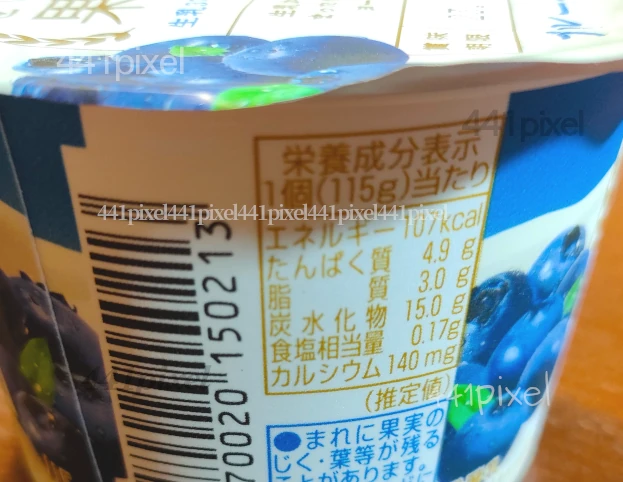 果
441pixel
441pixel
栄養成分表示
1個(115g)当たり
441pixel441pixel441pixel441pixel441pixel
エネルギー 107kcal
たんぱく質 4.9 g
脂質 3.0 g
炭水化物 15.0 g
食塩相当量 0.17g
カルシウム 140 mg
(推定値)
441pixel
70020 150213
●まれに果実の
じく・葉等が残る
ことがあります。